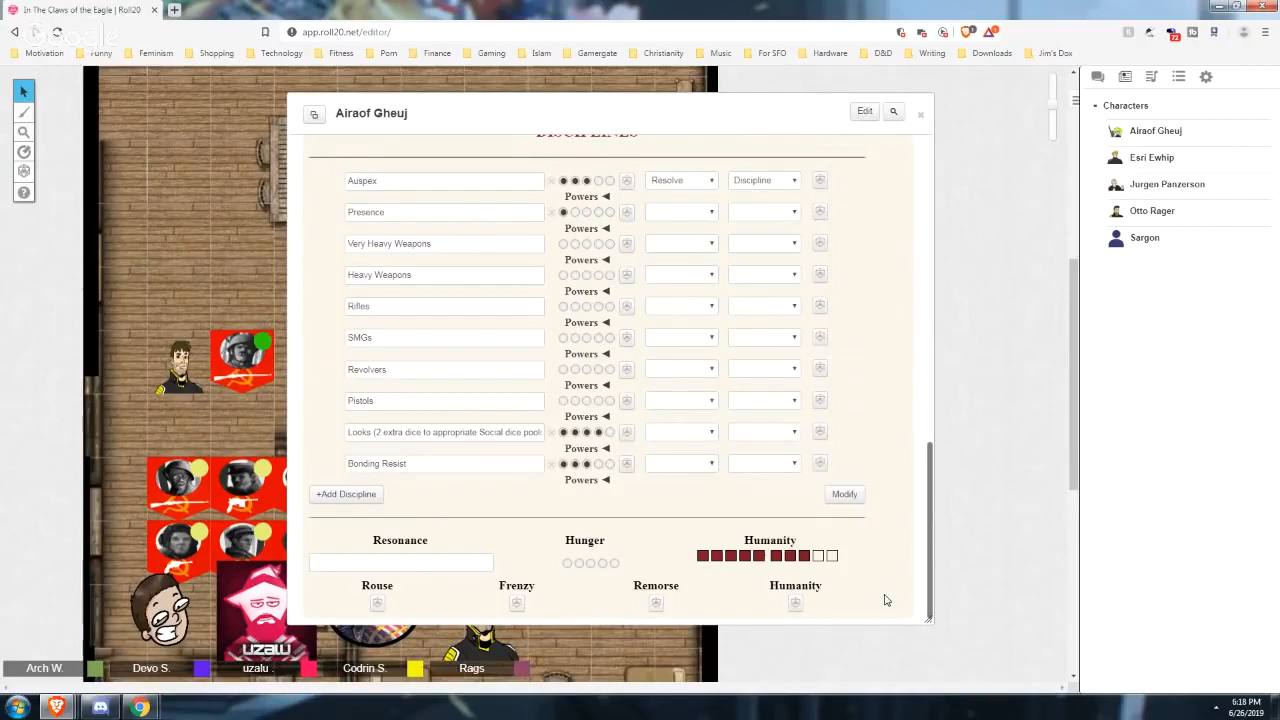 In The Claws of the Eagle | Roll20
app.roll20.net/editor/
72
Motivation Funny Feminism Shopping Technology Fitness Porn Finance Gaming Islam Gamergate Christianity Music For SFO Hardware D&D Writing Downloads Jim's Dox
Airaof Gheuj
Edit
Characters
Airaof Gheuj
Esri Ewhip
Jurgen Panzerson
Otto Rager
Sargon
DISCIPLINES
Auspex Resolve Discipline
Powers
Presence
Powers
Very Heavy Weapons
Powers
Heavy Weapons
Powers
Rifles
Powers
SMGs
Powers
Revolvers
Powers
Pistols
Powers
Looks (2 extra dice to appropriate Social dice pools
Powers
Bonding Resist
Powers
+Add Discipline Modify
Resonance Hunger Humanity
Rouse Frenzy Remorse Humanity
uzalu
Arch W. Devo S. uzalu . Codrin S. Rags
6:18 PM
6/26/2019